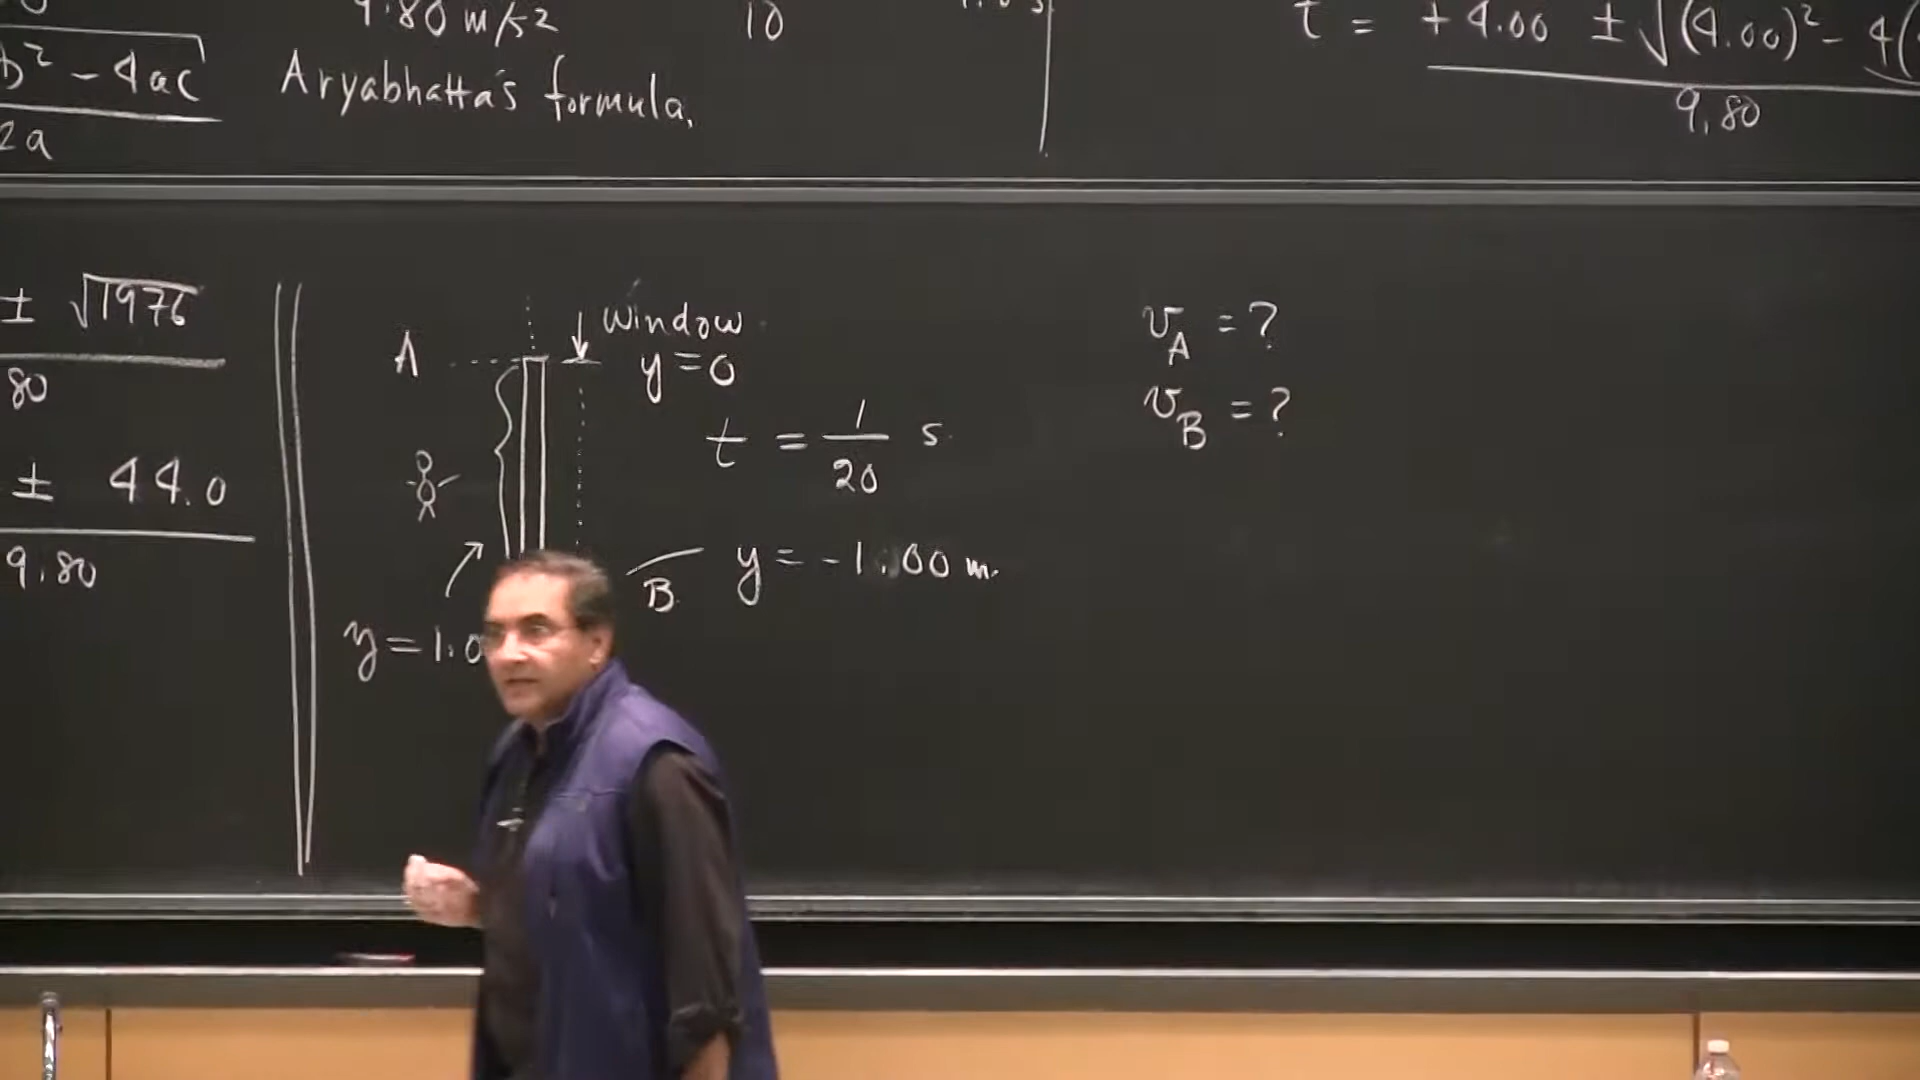 9.80 m/s2
10
b² - 4ac
2a
Aryabhatta's formula,
t = + 4.00 ± √(4.00)² - 4(
9.80
± √1976
80
± 44.0
9.80
A
Window
y = 0
t = 1/20 s
B
y = -1.00 m.
y = 1.0
v_A = ?
v_B = ?